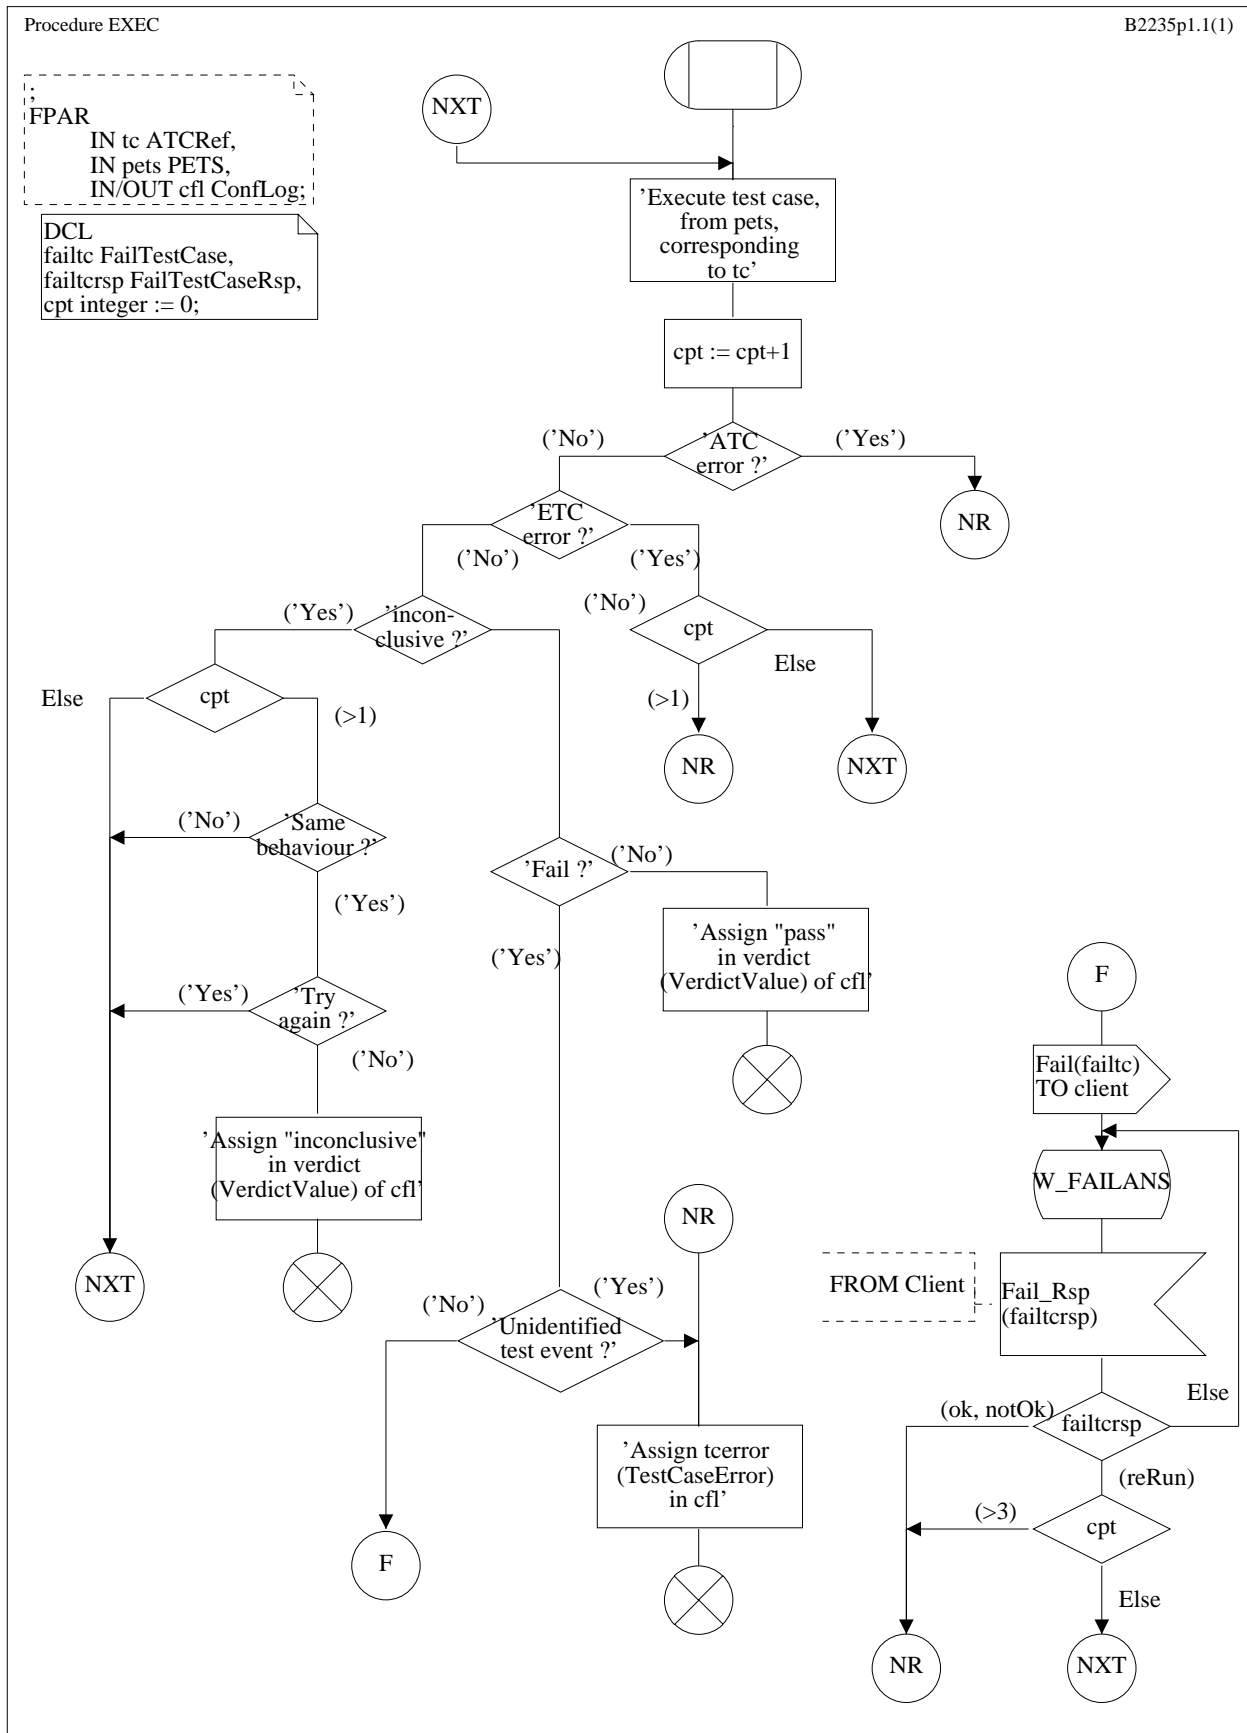 Procedure EXEC
B2235p1.1(1)
;
FPAR
IN tc ATCRef,
IN pets PETS,
IN/OUT cfl ConfLog;
DCL
failtc FailTestCase,
failtcrsp FailTestCaseRsp,
cpt integer := 0;
NXT
'Execute test case,
from pets,
corresponding
to tc'
cpt := cpt+1
('No')
'ATC
error ?'
('Yes')
NR
'ETC
error ?'
('No')
('Yes')
('Yes')
'incon-
clusive ?'
('No')
cpt
Else
(>1)
NR
NXT
Else
cpt
(>1)
('No')
'Same
behaviour ?'
('Yes')
('Yes')
'Try
again ?'
('No')
'Assign "inconclusive"
in verdict
(VerdictValue) of cfl'
NXT
'Fail ?'
('No')
('Yes')
'Assign "pass"
in verdict
(VerdictValue) of cfl'
NR
('No')
('Yes')
'Unidentified
test event ?'
F
'Assign tcerror
(TestCaseError)
in cfl'
F
Fail(failtc)
TO client
W_FAILANS
FROM Client
Fail_Rsp
(failtcrsp)
Else
(ok, notOk)
failtcrsp
(reRun)
(>3)
cpt
Else
NR
NXT